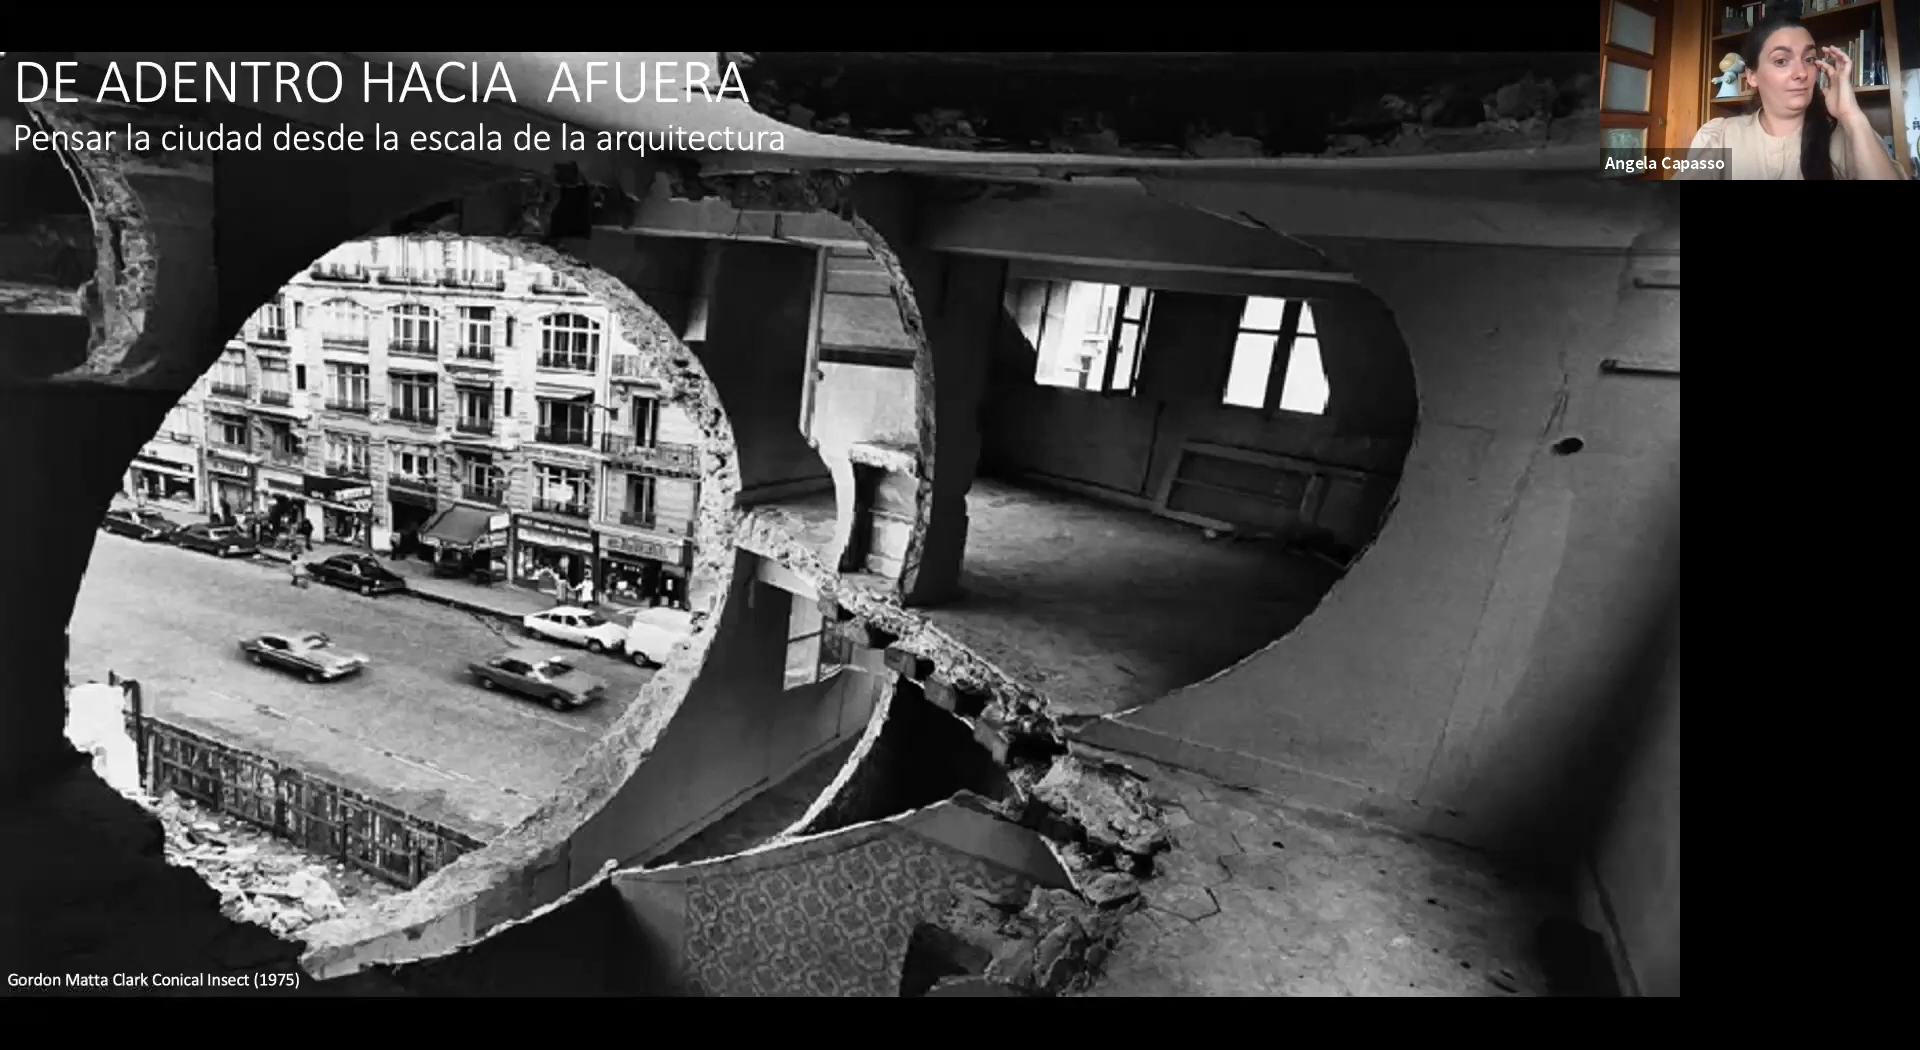 DE ADENTRO HACIA  AFUERA
Pensar la ciudad desde la escala de la arquitectura
Angela Capasso
Gordon Matta Clark Conical Insect (1975)